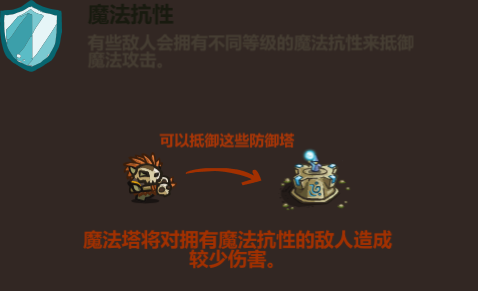 魔法抗性
有些敌人会拥有不同等级的魔法抗性来抵御
魔法攻击。
可以抵御这些防御塔
魔法塔将对拥有魔法抗性的敌人造成
较少伤害。